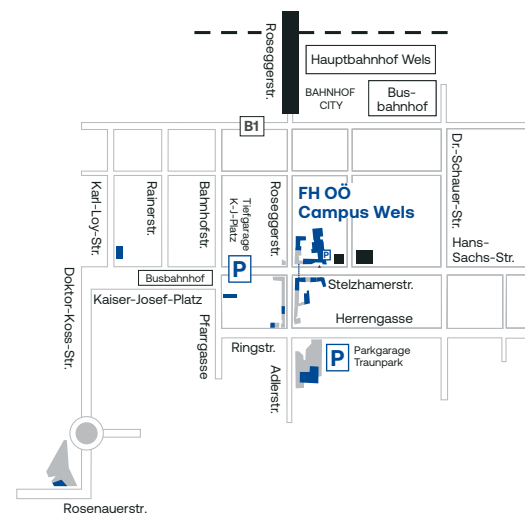 Roseggerstr.
Hauptbahnhof Wels
BAHNHOF
CITY
Bus-
bahnhof
B1
Karl-Loy-Str.
Rainerstr.
Bahnhofstr.
Tiefgarage
K-J-Platz
P
Roseggerstr.
FH OÖ
Campus Wels
P
Dr.-Schauer-Str.
Hans-
Sachs-Str.
Busbahnhof
Stelzhamerstr.
Doktor-Koss-Str.
Kaiser-Josef-Platz
Pfarrgasse
Herrengasse
Ringstr.
Adlerstr.
P
Parkgarage
Traunpark
Rosenauerstr.